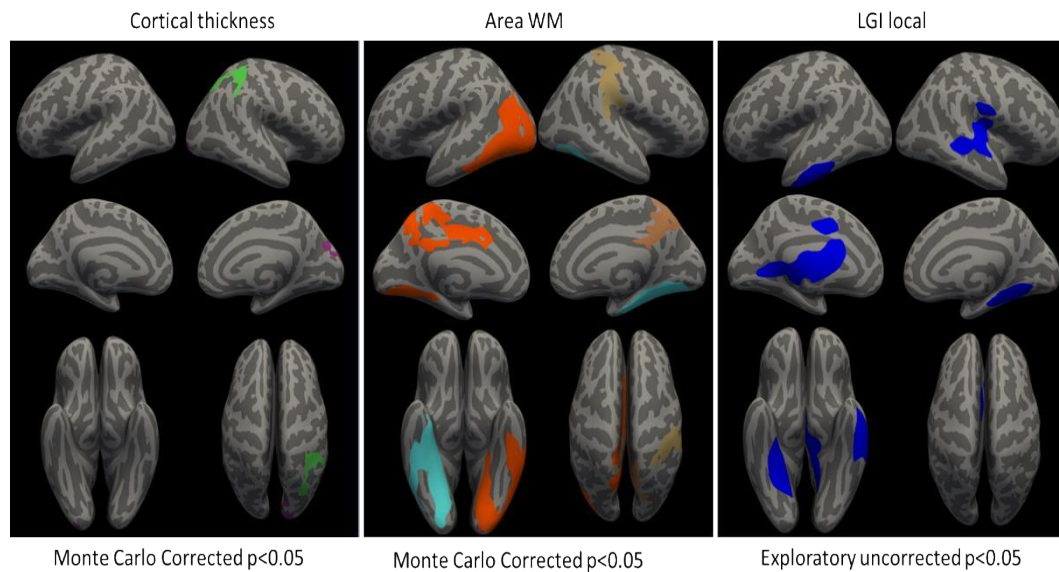 Cortical thickness
Area WM
LGI local
Monte Carlo Corrected p<0.05
Monte Carlo Corrected p<0.05
Exploratory uncorrected p<0.05